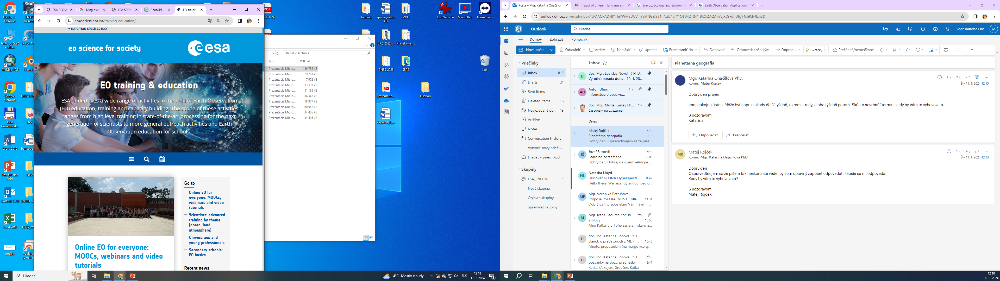 ESA SEOM
living plan
ESA SEOM
ChatGPT
EO training
eo4society.esa.int/training-education/
EUROPEAN SPACE AGENCY
eo science for society
esa
EO training & education
ESA undertakes a wide range of activities in the field of Earth Observation
(EO) education, training and capacity building. The scope of these activities
ranges from high level training in state-of-the-art processing for the next
generation of scientists to more general outreach activities and Earth
Observation education for schools.
Go to
Online EO for
everyone: MOOCs,
webinars and video
tutorials
Scientists: advanced
training by theme
(ocean, land,
atmosphere)
Universities and
young professionals
Secondary schools:
EO basics
Recent news
Online EO for everyone:
MOOCs, webinars and video
tutorials
Osoba 1 -
Chrome
SNAP
Deskto
Tento počítač
- odkaz
R x64 4.
ArcMap 10.8
blende
Google
Chrome
QGIS 3.16
Total
Command...
DPZ
Word 2016
bankove-
PowerPoint
2016
2022
Outlook 2016
22EUSI-0
Excel 2016
EFOP_O
podpis
Vzdialen
plocha
2021-74
Hľadať v: lectures
Typ
Veľkosť
Prezentácia Micro... 186 736 kB
Prezentácia Micro... 29 261 kB
Prezentácia Micro... 7 972 kB
Prezentácia Micro... 33 593 kB
Prezentácia Micro... 31 183 kB
Prezentácia Micro... 34 547 kB
Prezentácia Micro... 18 977 kB
Prezentácia Micro... 60 947 kB
Prezentácia Micro... 34 405 kB
Prezentácia Micro... 34 405 kB
Training
sprava_zahr...
(1)
MPG
DPZ_2022_...
Planetarna_...
GNSS_2023
SBP2
presentatio...
Lisabon
Zapocet_B_...
IrfanView 64
ScreenRec
TeamViewer
Kôš
Hľadať
-4°C Mostly cloudy
SLK
12:18
11. 1. 2024
2
Pošta – Mgr. Katarína Onačillová
Impact of different land use an
Energy, Ecology and Environme
Earth Observation Applications
outlook.office.com/mail/inbox/id/AAQkADNlYThiYWM2LWVmYzktNGZlYS1hNzU4LTY1OTU4ZTI5YTBkOQAQAKYEjXDrFdhDtgY4shPdvJE%3D
Outlook
Hľadať
Mgr. Katarína Ona...
M
Domov
Zobraziť
Pomocník
Nová pošta
Odstrániť
Archív
Nahlásiť
Upratať
Premiestniť do
Odpoveď
Odpovedať všetkým
Dopredu
Skratky
Prečítané/neprečítané
Priečinky
Inbox 813
Drafts 31
Sent Items
Deleted Items 16
Nevyžiadaná po... 19
Archive
Notes
Conversation History
Vytvoriť nový prieči...
Hľadať v priečinkoch
Skupiny
ESA_ENEUM 1
Nová skupina
Objavte skupiny
Spravovať skupiny
Inbox
D
doc. Mgr. Ladislav Novotný PhD.
Výročná porada ústavu 10. 1. 20...
AU
Anton Uhrin
Informácia o absolvo...
doc. Mgr. Michal Gallay Ph...
časopisiy na zváženie
Dnes
Matej Rojček
Planetárna geografia 12:13
Dobrý deň Ospravedlňujem sa že píše...
JŠ
Jozef Širotník
Learning agreement. 12:00
Dobrý deň, Dobre, ďakujem veľmi pe...
NL
Natasha Lloyd
Discover GEONA Hyperspectr... 11:49
Hello there! We recently announced o...
MP
Mgr. Veronika Petruňová
Proposal for ERASMUS+ Colla... 11:34
Dobrý deň, preposielam Vám návrh n...
M
Mgr. Ivana Fedurco Kočišo...
Zmluvy 10:50
Ahoj Katka, v prílohe zasielam skeny z...
D
doc. Ing. Katarína Bónová PhD.
clanok o predatoroch z MDPI ... 10:40
Ahojte, preposielam (na margo vceraj...
D
doc. Ing. Katarína Bónová PhD.
pozvanky na pozv. prednasky 9:41
Katka, ďakujem. Srdečne, Katka
Planetárna geografia
Mgr. Katarína Onačillová PhD.
Komu: Matej Rojček
Štv 11. 1. 2024 12:15
Dobrý deň prajem,
áno, pokojne ústne. Môže byť napr. niekedy ďalší týždeň, okrem stredy, alebo týždeň potom. Skúste navrhnúť termín, kedy by Vám to vyhovovalo.
S pozdravom
Katarína
Odpovedať
Preposlať
MR
Matej Rojček
Komu: Mgr. Katarína Onačillová PhD.
Štv 11. 1. 2024 12:13
Dobrý deň
Ospravedlňujem sa že píšem tak neskoro ale vedel by som opravný zápočet odpovedať , lepšie sa mi odpovedá.
Kedy by vám to vyhovovalo?
S pozdravom
Matej Rojček
12:18
11. 1. 2024